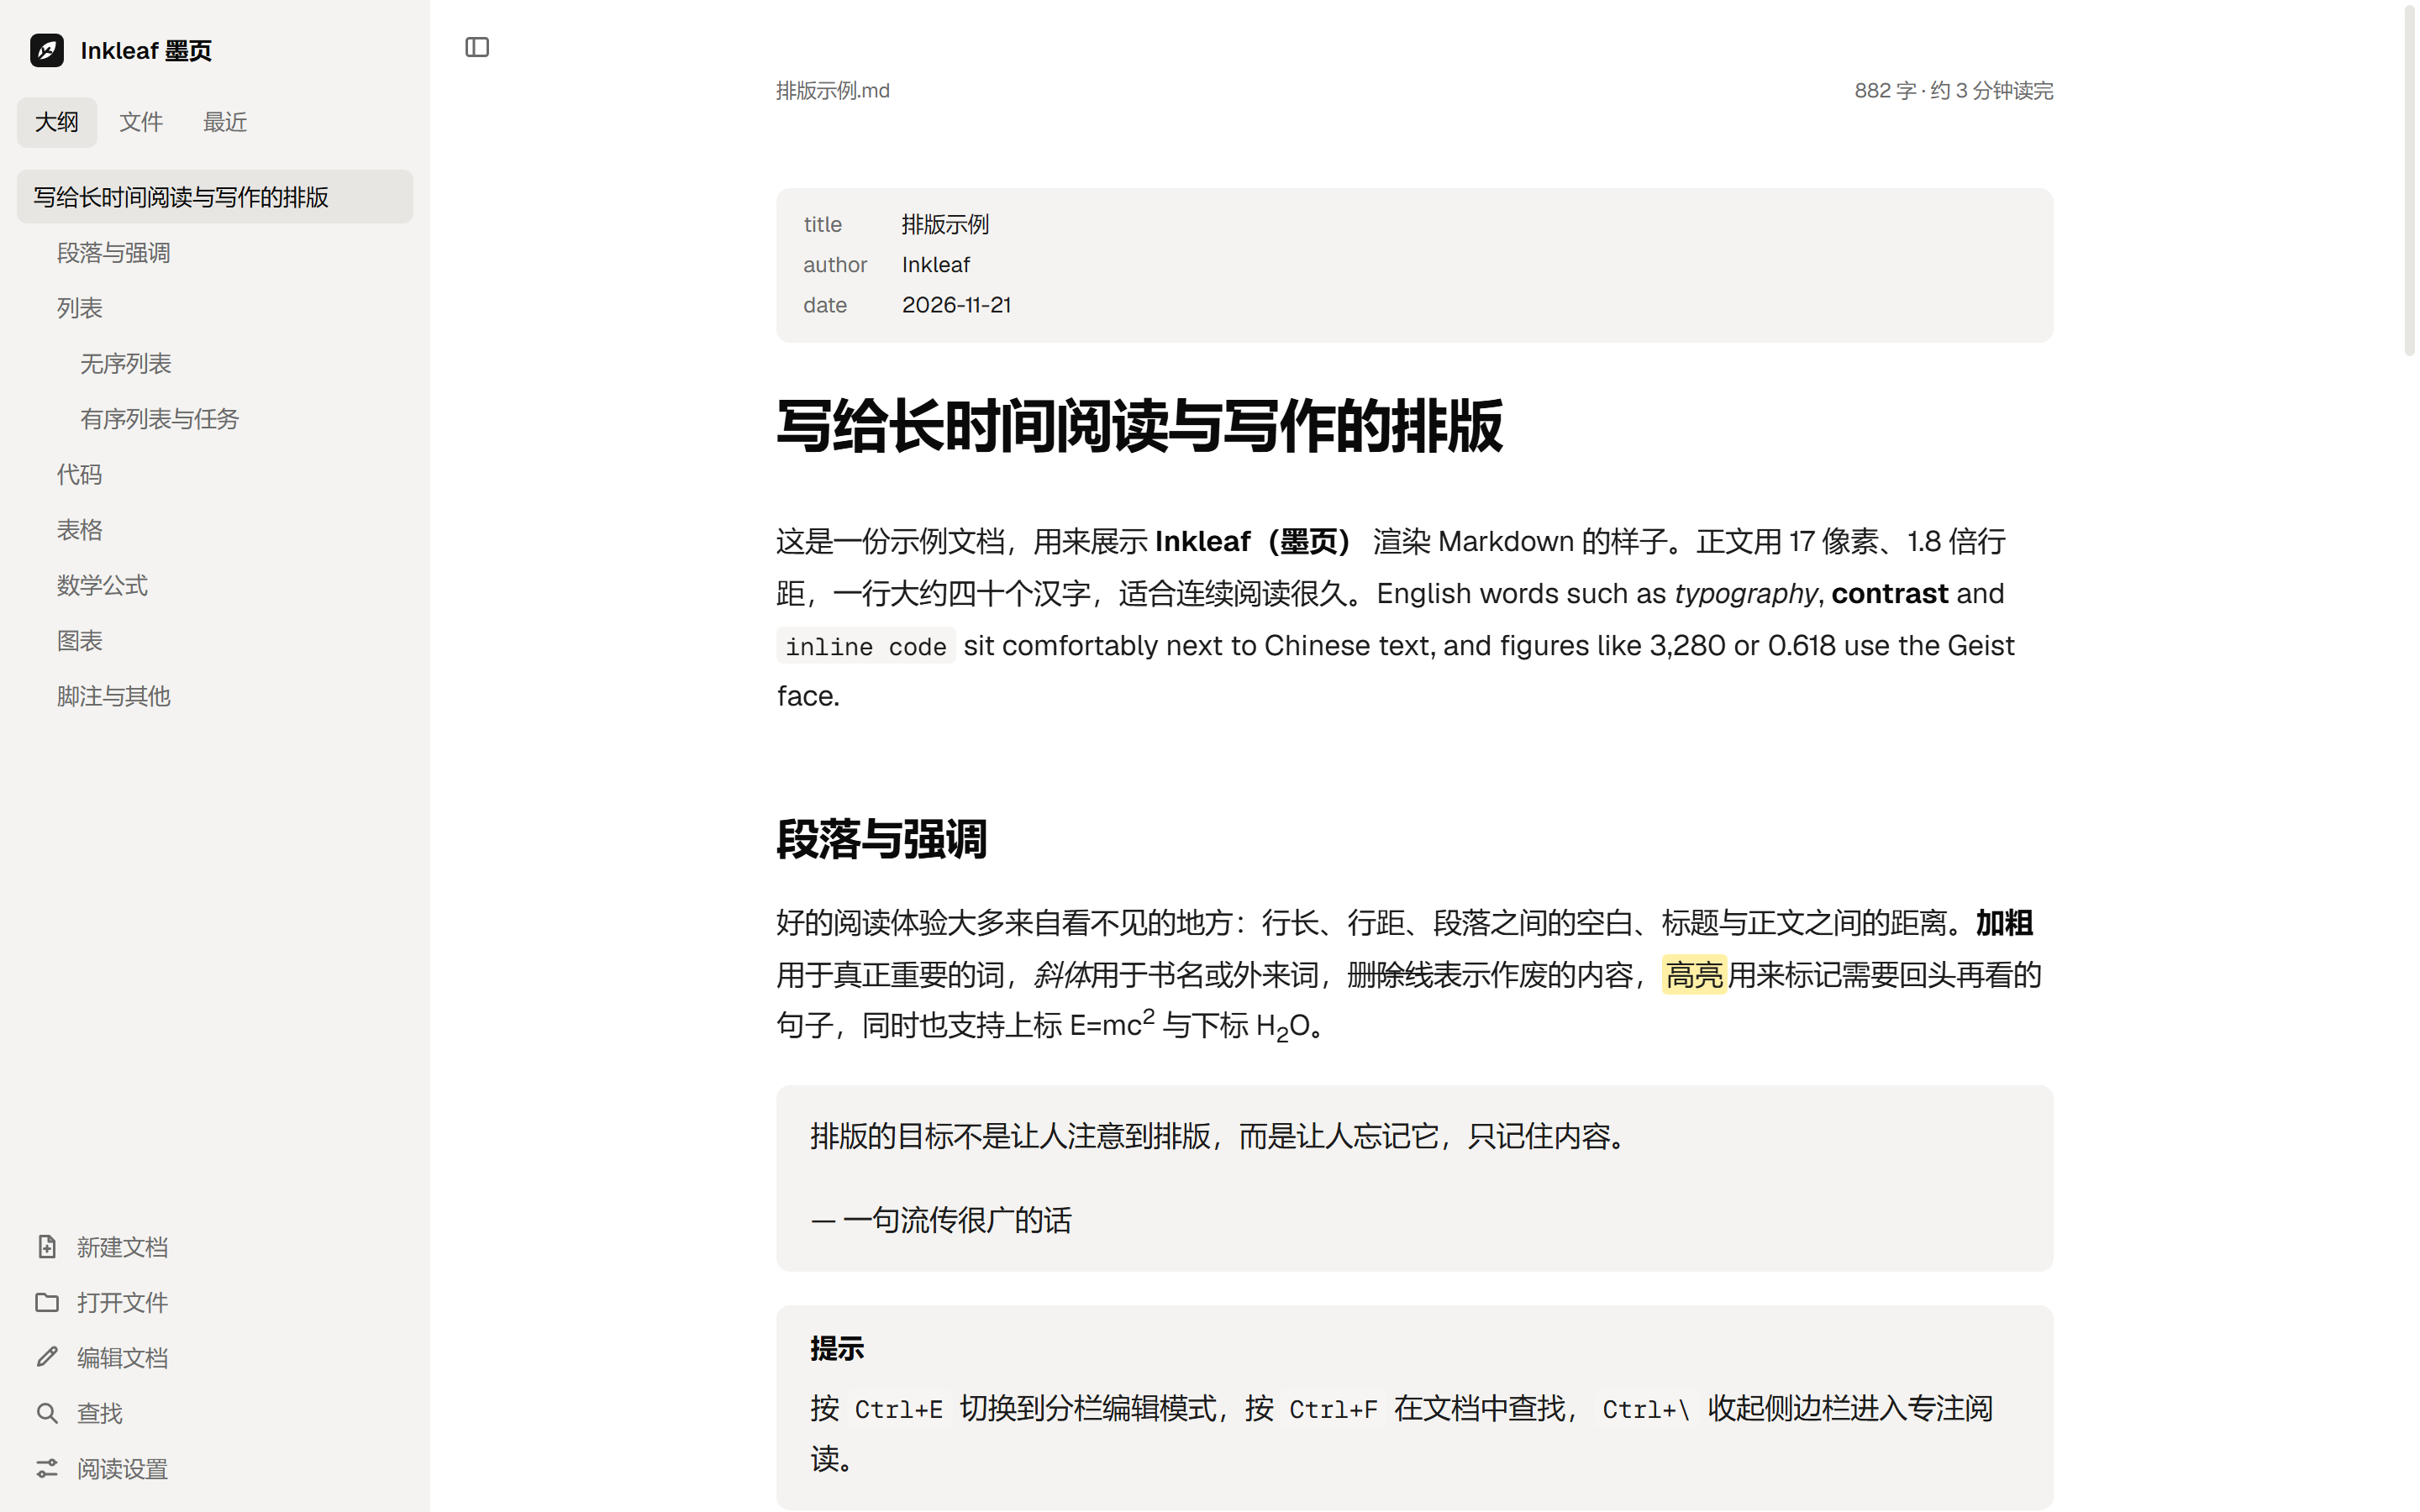 Inkleaf 墨页
大纲 文件 最近
写给长时间阅读与写作的排版
段落与强调
列表
无序列表
有序列表与任务
代码
表格
数学公式
图表
脚注与其他
新建文档
打开文件
编辑文档
查找
阅读设置
排版示例.md
882 字 · 约 3 分钟读完
title 排版示例
author Inkleaf
date 2026-11-21
写给长时间阅读与写作的排版
这是一份示例文档，用来展示 Inkleaf（墨页） 渲染 Markdown 的样子。正文用 17 像素、1.8 倍行
距，一行大约四十个汉字，适合连续阅读很久。English words such as typography, contrast and
inline code sit comfortably next to Chinese text, and figures like 3,280 or 0.618 use the Geist
face.
段落与强调
好的阅读体验大多来自看不见的地方：行长、行距、段落之间的空白、标题与正文之间的距离。加粗
用于真正重要的词，斜体用于书名或外来词，删除线表示作废的内容，高亮用来标记需要回头再看的
句子，同时也支持上标 E=mc² 与下标 H₂O。
排版的目标不是让人注意到排版，而是让人忘记它，只记住内容。
— 一句流传很广的话
提示
按 Ctrl+E 切换到分栏编辑模式，按 Ctrl+F 在文档中查找， Ctrl+\ 收起侧边栏进入专注阅
读。